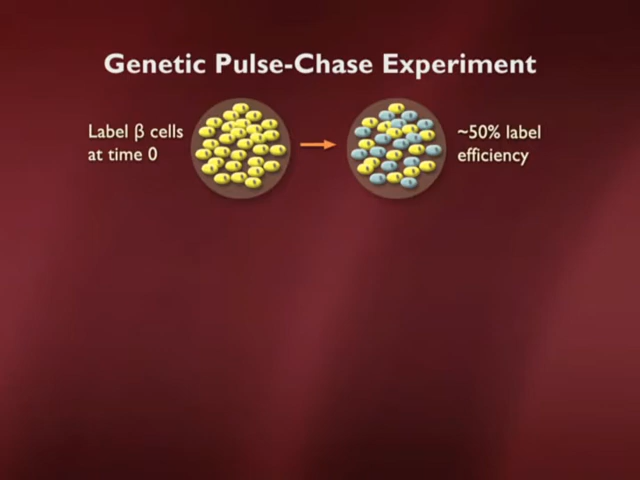 Genetic Pulse-Chase Experiment
Label β cells
at time 0
~50% label
efficiency